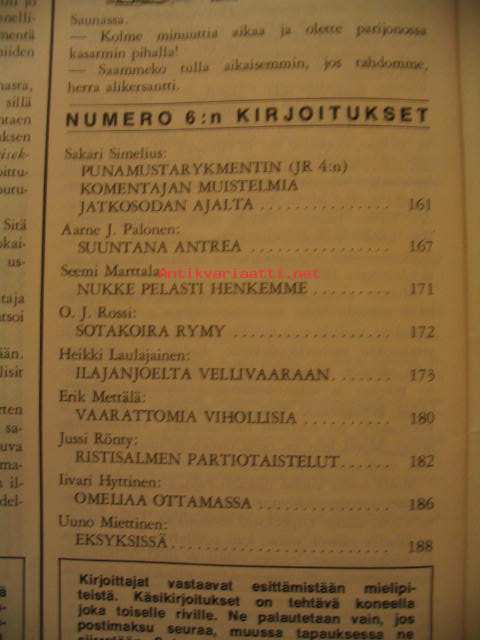 Saunassa.
— Kolme minuuttia aikaa ja olette parijonossa
kasarmin pihalla!
— Saammeko tulla aikaisemmin, jos tahdomme,
herra alikersantti.
NUMERO 6:n KIRJOITUKSET
Sakari Simelius:
PUNAMUSTARYKMENTIN (JR 4:n)
KOMENTAJAN MUISTELMIA
JATKOSODAN AJALTA ............... 161
Aarne J. Palonen:
SUUNTANA ANTREA ............... 167
Seemi Marttala:
Antikvariaatti.net
NUKKE PELASTI HENKEMME ......... 171
O. J. Rossi:
SOTAKOIRA RYMY ............... 172
Heikki Laulajainen:
ILAJANJOELTA VELLIVAARAAN....... 173
Erik Mettälä:
VAARATTOMIA VIHOLLISIA .......... 180
Jussi Rönty:
RISTISALMEN PARTIOTAISTELUT...... 182
Iivari Hyttinen:
OMELIAA OTTAMASSA ............... 186
Uuno Miettinen:
EKSYKSISSÄ......................... 188
Kirjoittajat vastaavat esittämistään mielipi-
teistä. Käsikirjoitukset on tehtävä koneella
joka toiselle riville. Ne palautetaan vain, jos
postimaksu seuraa, muussa tapauksessa ne